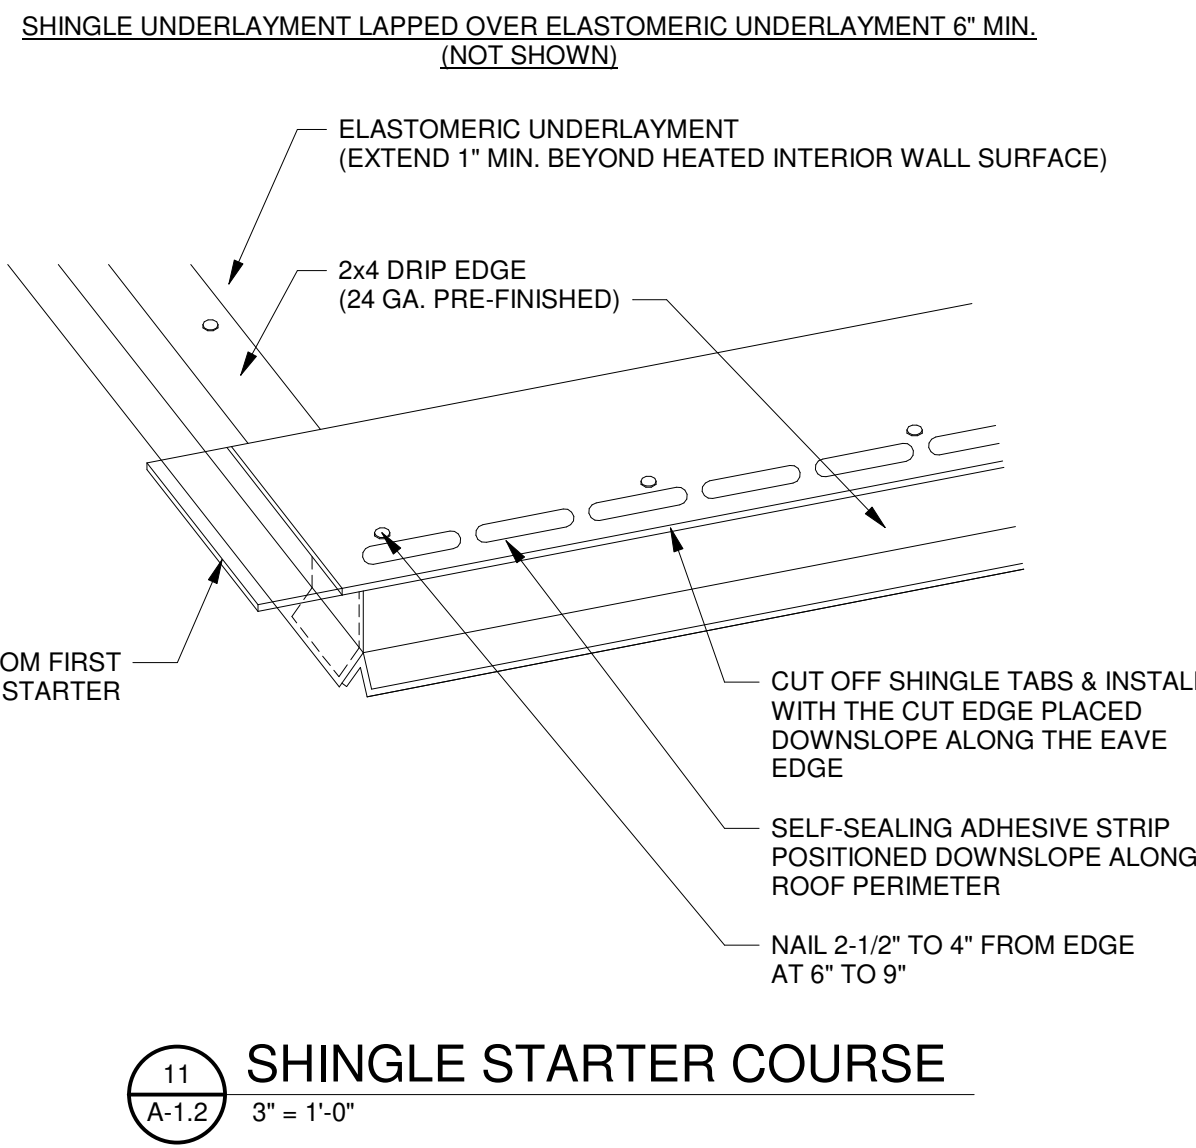 SHINGLE UNDERLAYMENT LAPPED OVER ELASTOMERIC UNDERLAYMENT 6" MIN.
(NOT SHOWN)
ELASTOMERIC UNDERLAYMENT
(EXTEND 1" MIN. BEYOND HEATED INTERIOR WALL SURFACE)
2x4 DRIP EDGE
(24 GA. PRE-FINISHED)
OM FIRST
STARTER
CUT OFF SHINGLE TABS & INSTALL
WITH THE CUT EDGE PLACED
DOWNSLOPE ALONG THE EAVE
EDGE
SELF-SEALING ADHESIVE STRIP
POSITIONED DOWNSLOPE ALONG
ROOF PERIMETER
NAIL 2-1/2" TO 4" FROM EDGE
AT 6" TO 9"
11
A-1.2
SHINGLE STARTER COURSE
3" = 1'-0"